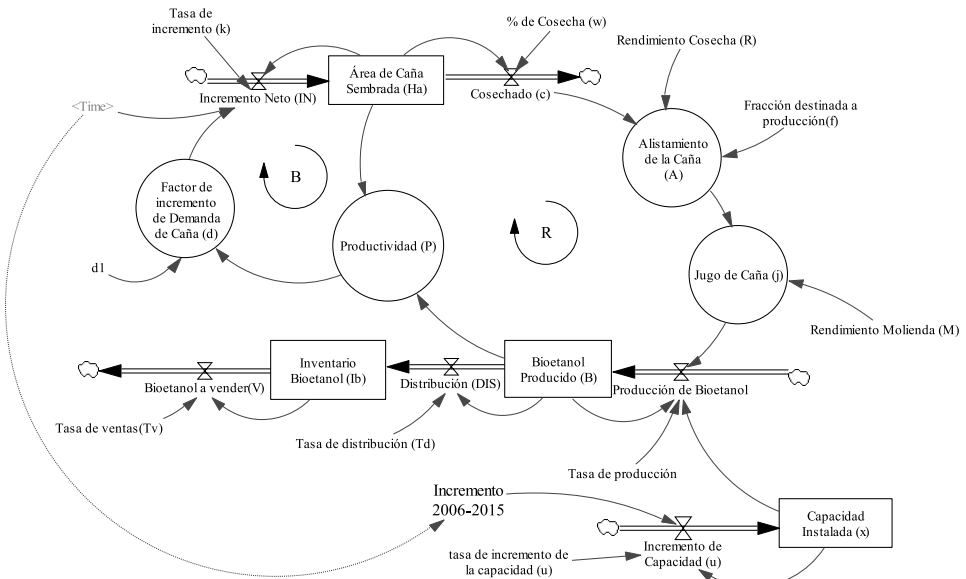 Tasa de
incremento (k)
% de Cosecha (w)
Rendimiento Cosecha (R)
Área de Caña
Sembrada (Ha)
Incremento Neto (IN)
Cosechado (c)
<Time>
Fracción destinada a
producción(f)
Alistamiento
de la Caña
(A)
B
Factor de
incremento
de Demanda
de Caña (d)
Productividad (P)
R
d1
Jugo de Caña (j)
Rendimiento Molienda (M)
Inventario
Bioetanol (Ib)
Bioetanol
Producido (B)
Bioetanol a vender(V)
Distribución (DIS)
Producción de Bioetanol
Tasa de ventas(Tv)
Tasa de distribución (Td)
Tasa de producción
Incremento
2006-2015
Capacidad
Instalada (x)
tasa de incremento de
la capacidad (u)
Incremento de
Capacidad (u)